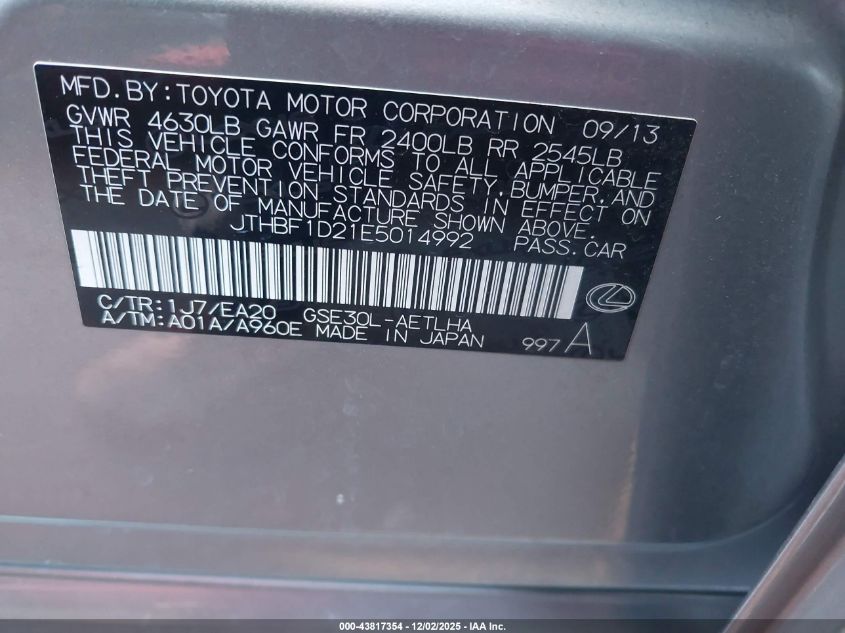 MFD.BY:TOYOTA MOTOR CORPORATION 09/13
GVWR 4630LB GAWR FR 2400LB RR 2545LB
THIS VEHICLE CONFORMS TO ALL APPLICABLE
FEDERAL MOTOR VEHICLE SAFETY,BUMPER,AND
THEFT PREVENTION STANDARDS IN EFFECT ON
THE DATE OF MANUFACTURE SHOWN ABOVE.
JTHBF1D21E5014992 PASS.CAR
C/TR:1J7/EA20 GSE30L-AETLHA
A/TM:A01A/A960E MADE IN JAPAN 997A
000-43817354 - 12/02/2025 - IAA Inc.